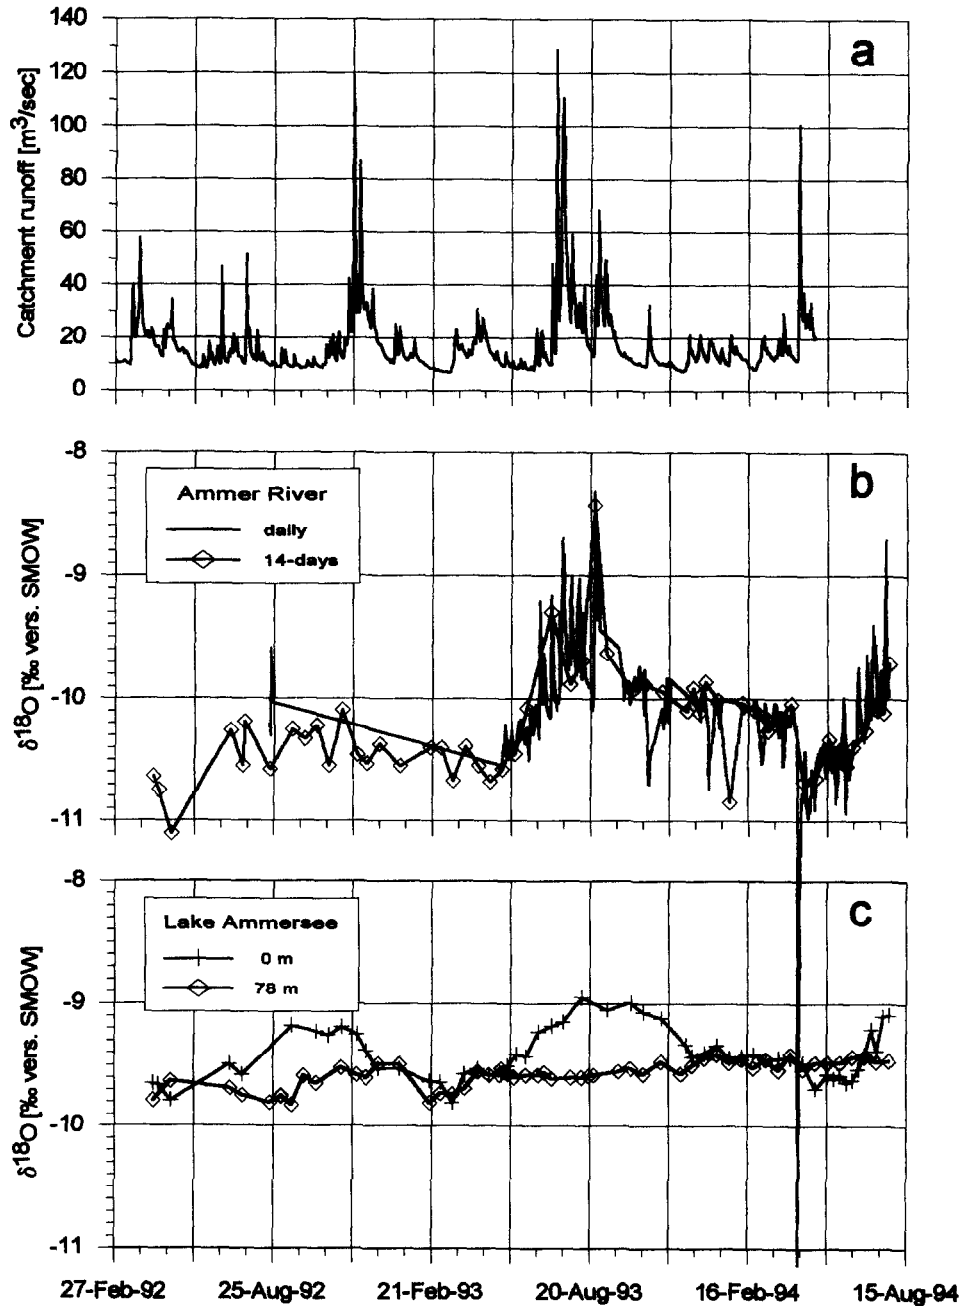 a
Catchment runoff [m³/sec]
140
120
100
80
60
40
20
0
b
δ¹⁸O [‰ vers. SMOW]
-8
-9
-10
-11
Ammer River
daily
14-days
c
δ¹⁸O [‰ vers. SMOW]
-8
-9
-10
-11
Lake Ammersee
0 m
78 m
27-Feb-92 25-Aug-92 21-Feb-93 20-Aug-93 16-Feb-94 15-Aug-94